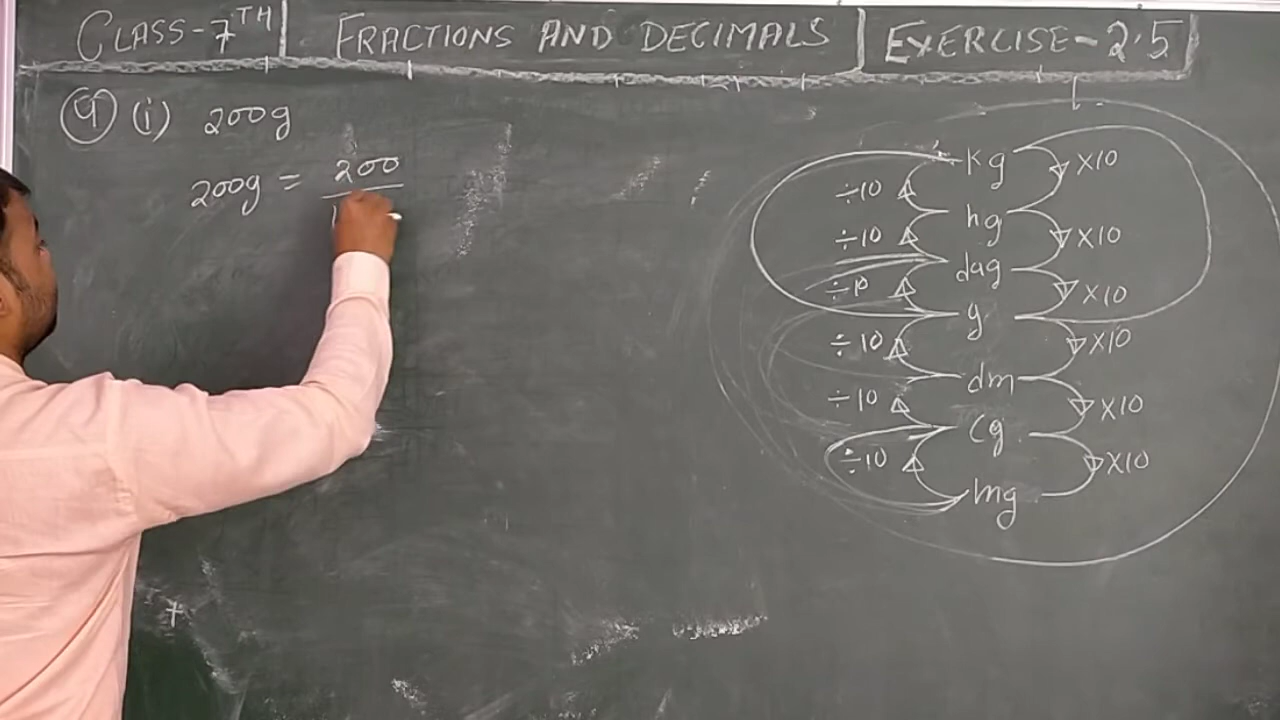 CLASS-7TH FRACTIONS AND DECIMALS EXERCISE-2.5
(i) 200g
200g = 200
kg
hg
dag
g
dm
cg
mg
÷10
÷10
÷10
÷10
÷10
÷10
×10
×10
×10
×10
×10
×10